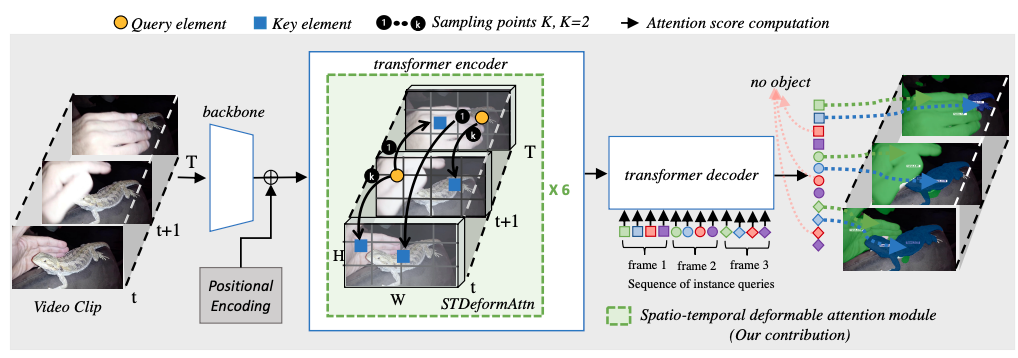 Query element
Key element
1 k
Sampling points K, K=2
Attention score computation
transformer encoder
no object
backbone
1
k
T
1
T
k
X 6
transformer decoder
t+1
t+1
H
frame 1
frame 2
frame 3
Positional
Encoding
t
t
Sequence of instance queries
W
STDeformAttn
Video Clip
Spatio-temporal deformable attention module
(Our contribution)